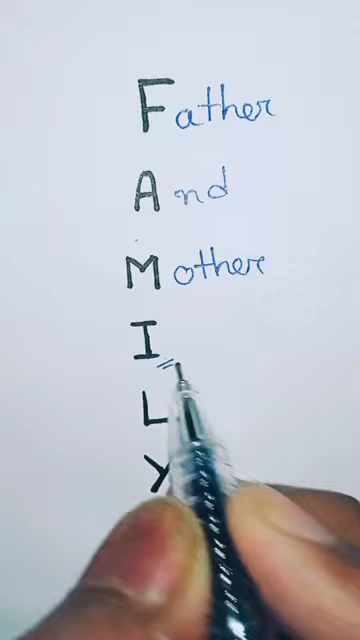 Father
And
Mother
I
L
Y